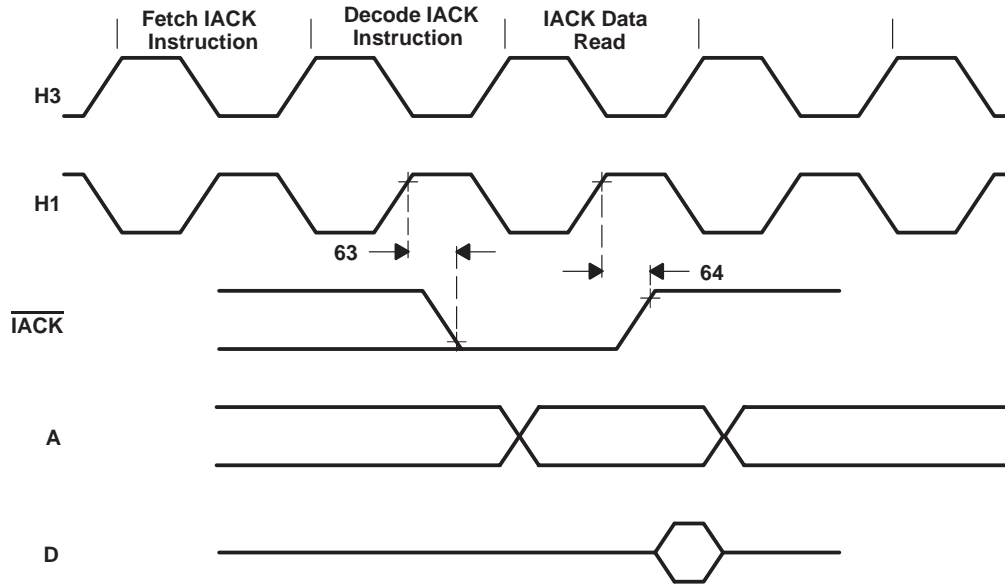 Fetch IACK
Instruction
Decode IACK
Instruction
IACK Data
Read
H3
H1
63
64
IACK
A
D